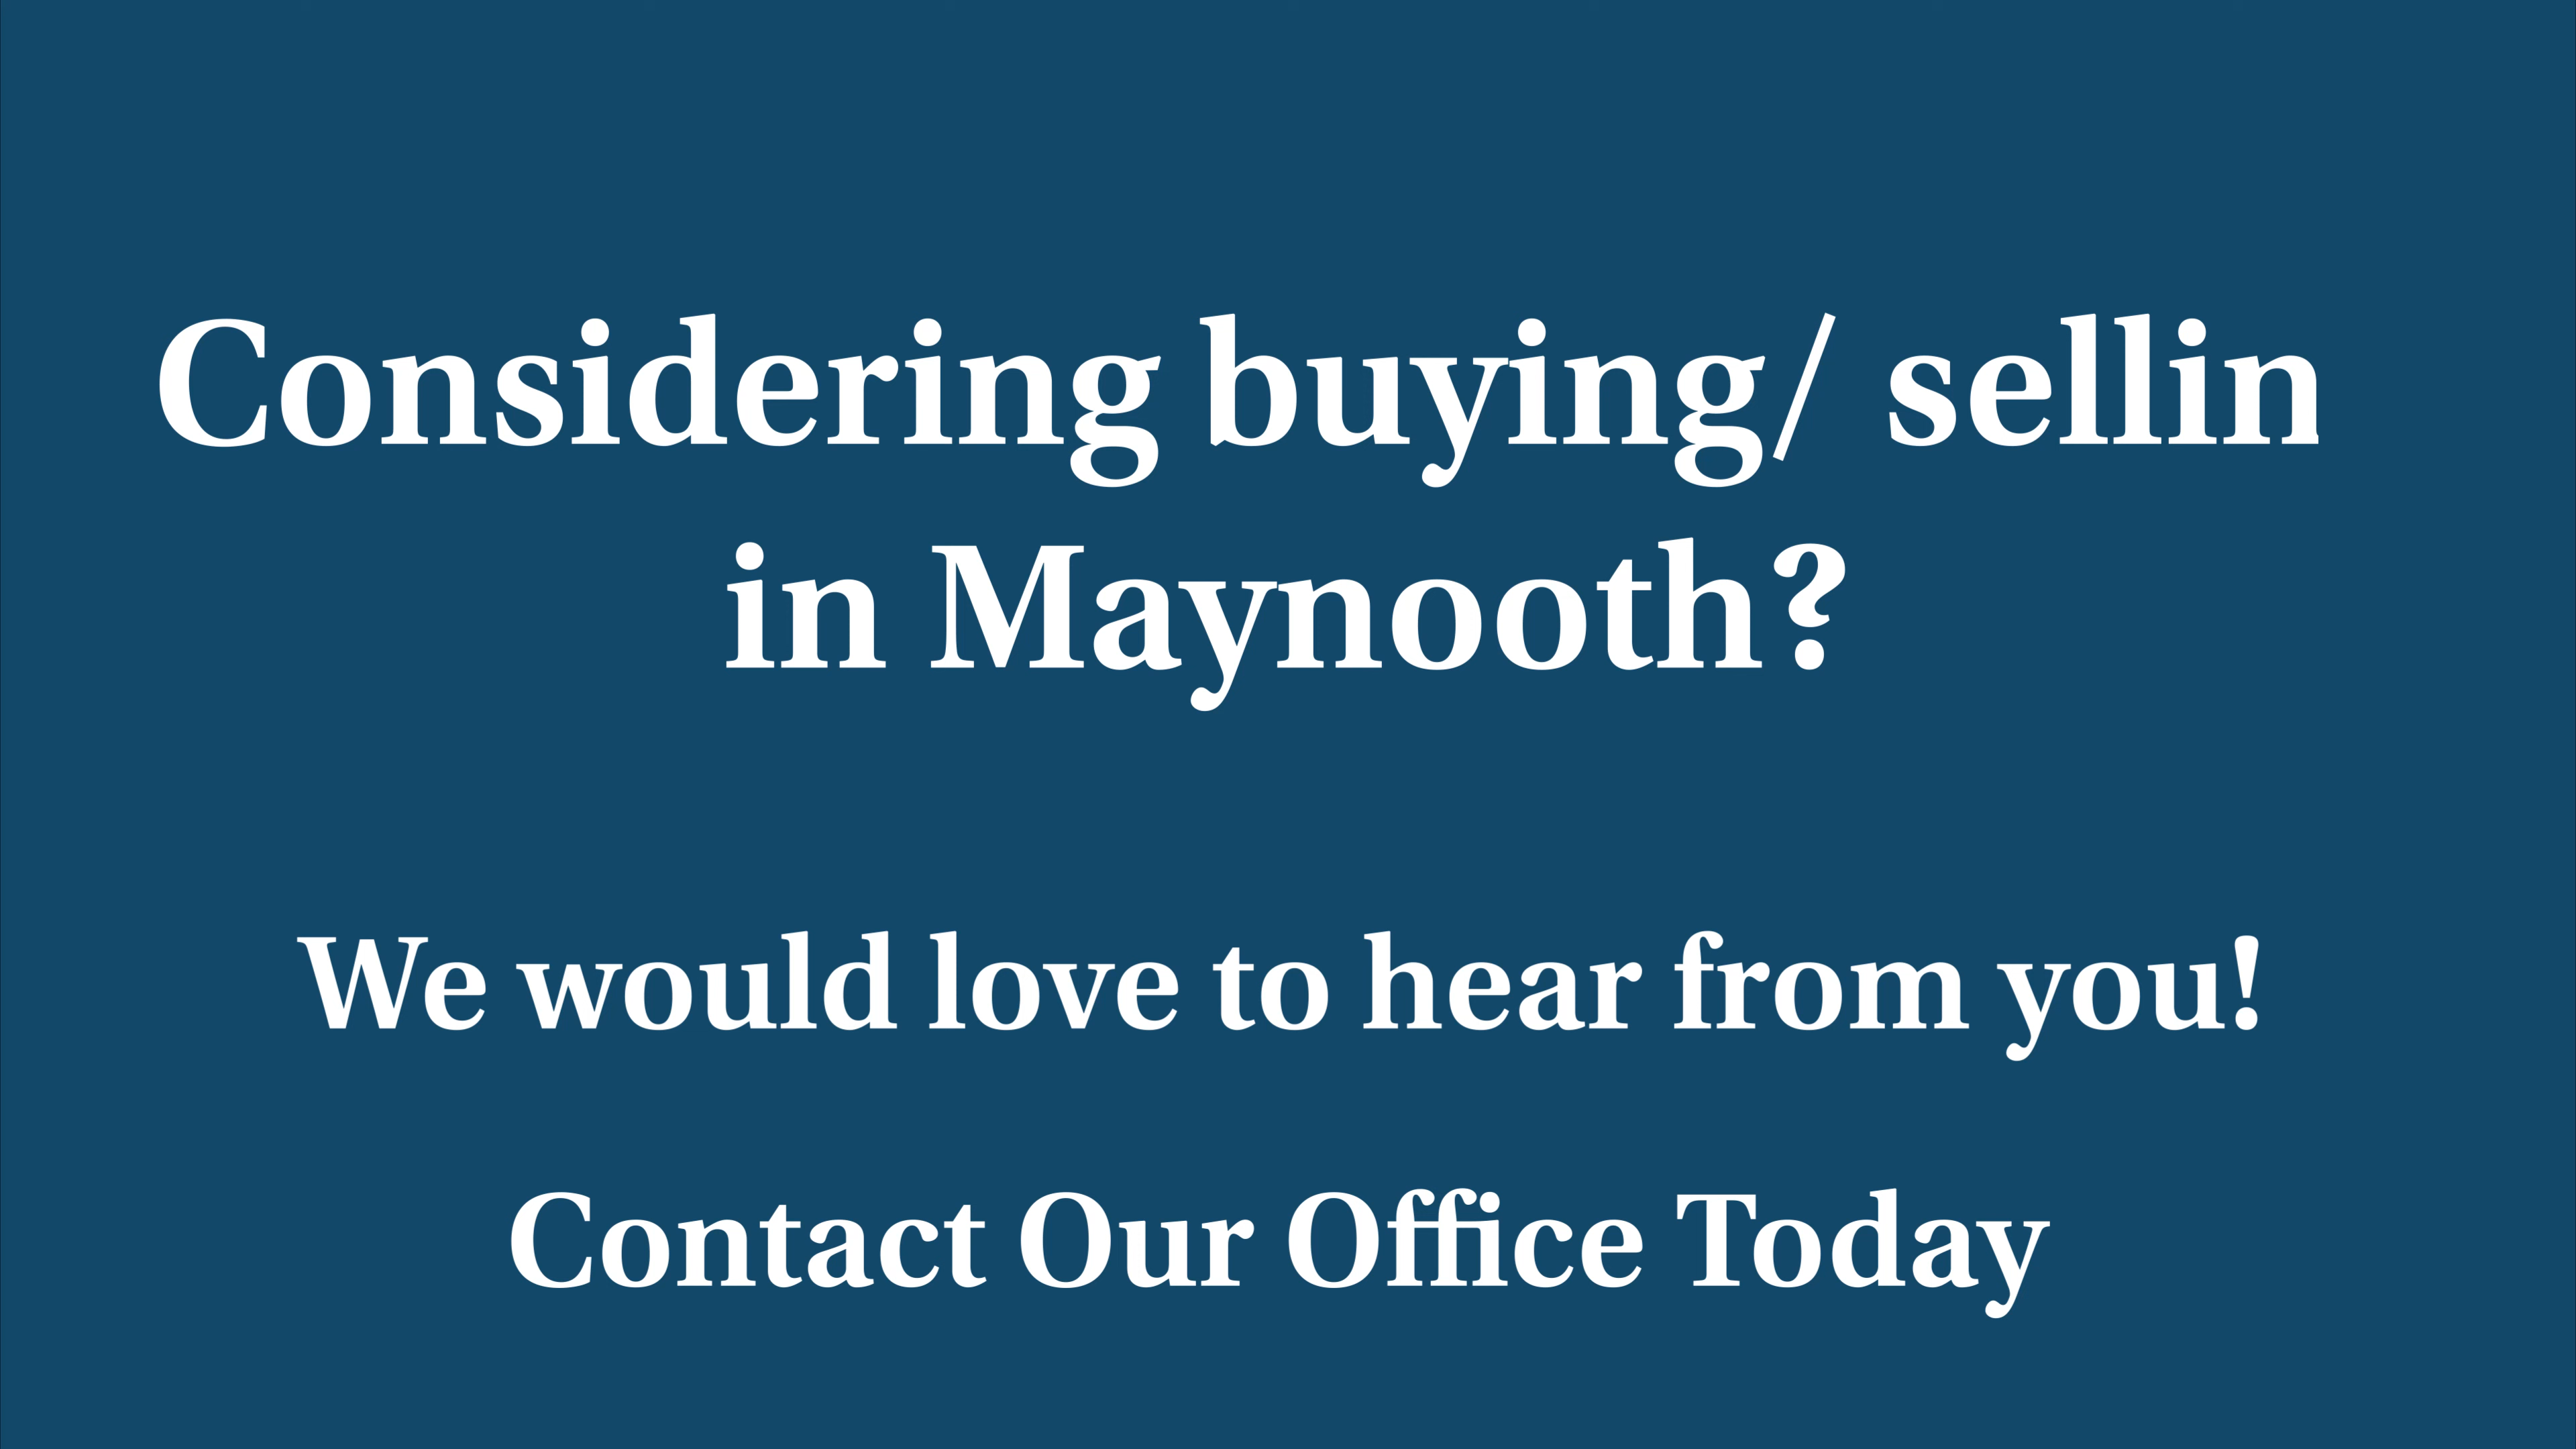 Considering buying/ sellin
in Maynooth?
We would love to hear from you!
Contact Our Office Today